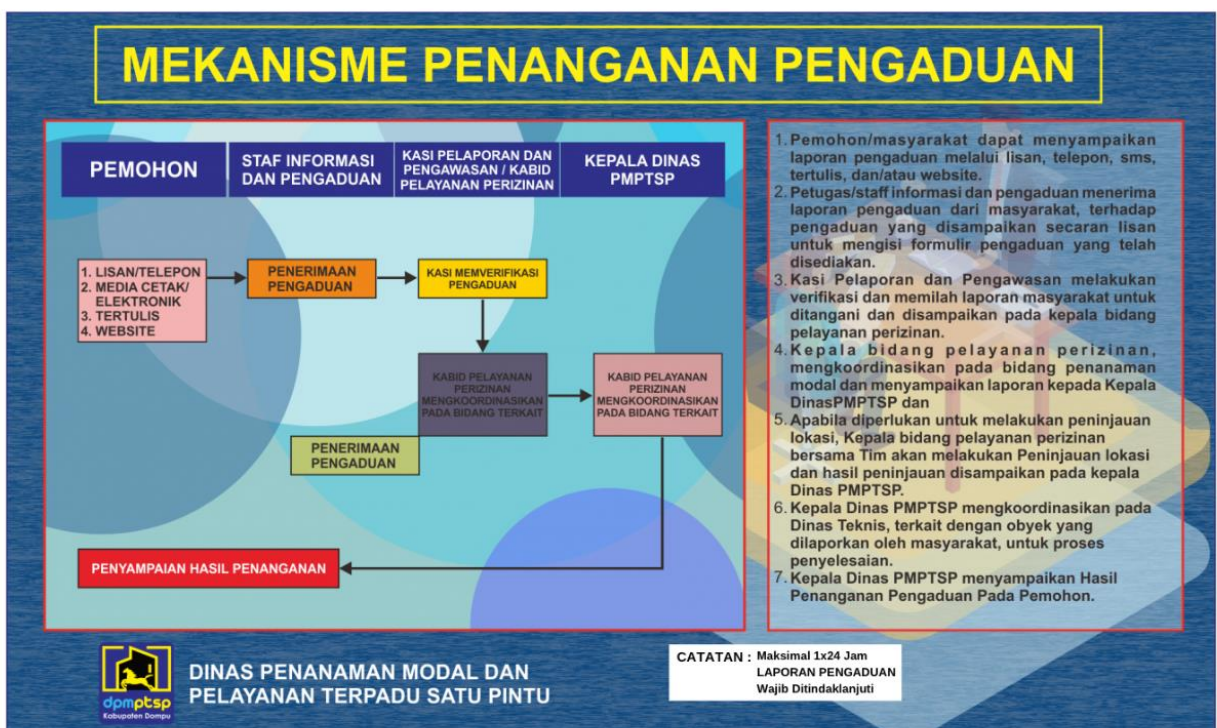 MEKANISME PENANGANAN PENGADUAN
PEMOHON
STAF INFORMASI
DAN PENGADUAN
KASI PELAPORAN DAN
PENGAWASAN / KABID
PELAYANAN PERIZINAN
KEPALA DINAS
PMPTSP
1. LISAN/TELEPON
2. MEDIA CETAK/
ELEKTRONIK
3. TERTULIS
4. WEBSITE
PENERIMAAN
PENGADUAN
KASI MEMVERIFIKASI
PENGADUAN
KABID PELAYANAN
PERIZINAN
MENGKOORDINASIKAN
PADA BIDANG TERKAIT
KABID PELAYANAN
PERIZINAN
MENGKOORDINASIKAN
PADA BIDANG TERKAIT
PENERIMAAN
PENGADUAN
PENYAMPAIAN HASIL PENANGANAN
1. Pemohon/masyarakat dapat menyampaikan
laporan pengaduan melalui lisan, telepon, sms,
tertulis, dan/atau website.
2. Petugas/staff informasi dan pengaduan menerima
laporan pengaduan dari masyarakat, terhadap
pengaduan yang disampaikan secaran lisan
untuk mengisi formulir pengaduan yang telah
disediakan.
3. Kasi Pelaporan dan Pengawasan melakukan
verifikasi dan memilah laporan masyarakat untuk
ditangani dan disampaikan pada kepala bidang
pelayanan perizinan.
4. Kepala bidang pelayanan perizinan,
mengkoordinasikan pada bidang penanaman
modal dan menyampaikan laporan kepada Kepala
DinasPMPTSP dan
5. Apabila diperlukan untuk melakukan peninjauan
lokasi, Kepala bidang pelayanan perizinan
bersama Tim akan melakukan Peninjauan lokasi
dan hasil peninjauan disampaikan pada kepala
Dinas PMPTSP.
6. Kepala Dinas PMPTSP mengkoordinasikan pada
Dinas Teknis, terkait dengan obyek yang
dilaporkan oleh masyarakat, untuk proses
penyelesaian.
7. Kepala Dinas PMPTSP menyampaikan Hasil
Penanganan Pengaduan Pada Pemohon.
dpmptsp
Kabupaten Dompu
DINAS PENANAMAN MODAL DAN
PELAYANAN TERPADU SATU PINTU
CATATAN : Maksimal 1x24 Jam
LAPORAN PENGADUAN
Wajib Ditindaklanjuti